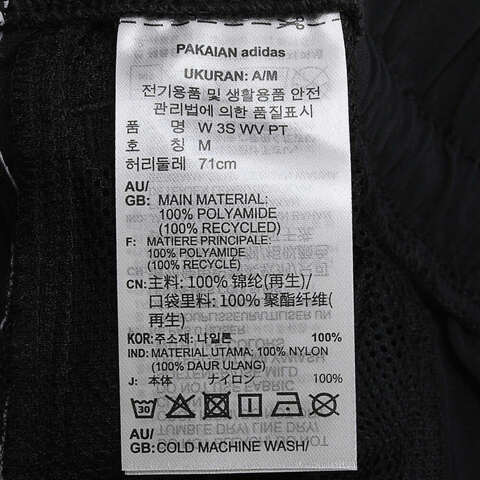 PAKAIAN adidas
UKURAN: A/M
전기용품 및 생활용품 안전
관리법에 의한 품질표시
품 명 W 3S WV PT
호 칭 M
허리둘레 71cm
AU/
GB: MAIN MATERIAL:
100% POLYAMIDE
(100% RECYCLED)
F: MATIERE PRINCIPALE:
100% POLYAMIDE
(100% RECYCLÉ)
CN: 主料: 100% 锦纶(再生)/
口袋里料: 100% 聚酯纤维(
再生)
KOR: 주소재: 나일론 100%
IND: MATERIAL UTAMA: 100% NYLON
(100% DAUR ULANG)
J: 本体 ナイロン 100%
30
AU/
GB: COLD MACHINE WASH/